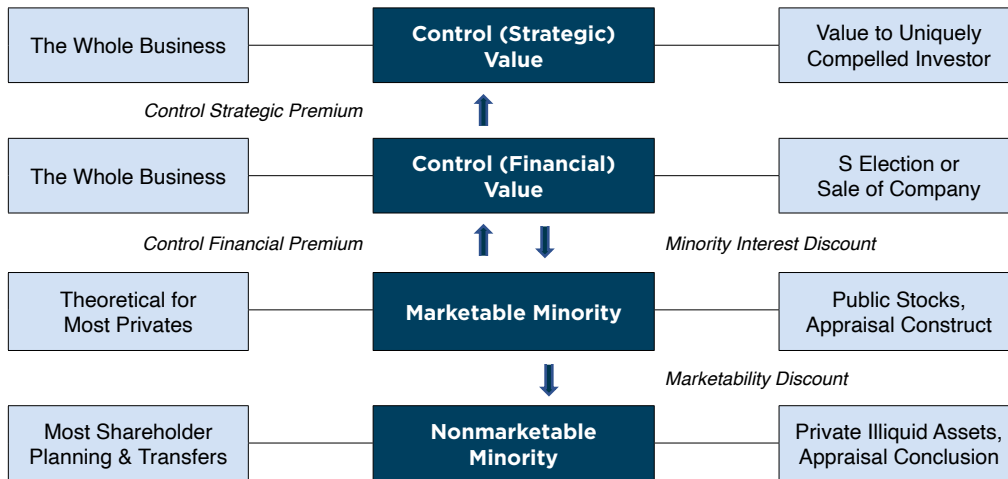 The Whole Business
Control (Strategic)
Value
Value to Uniquely
Compelled Investor
Control Strategic Premium
The Whole Business
Control (Financial)
Value
S Election or
Sale of Company
Control Financial Premium
Minority Interest Discount
Theoretical for
Most Privates
Marketable Minority
Public Stocks,
Appraisal Construct
Marketability Discount
Most Shareholder
Planning & Transfers
Nonmarketable
Minority
Private Illiquid Assets,
Appraisal Conclusion